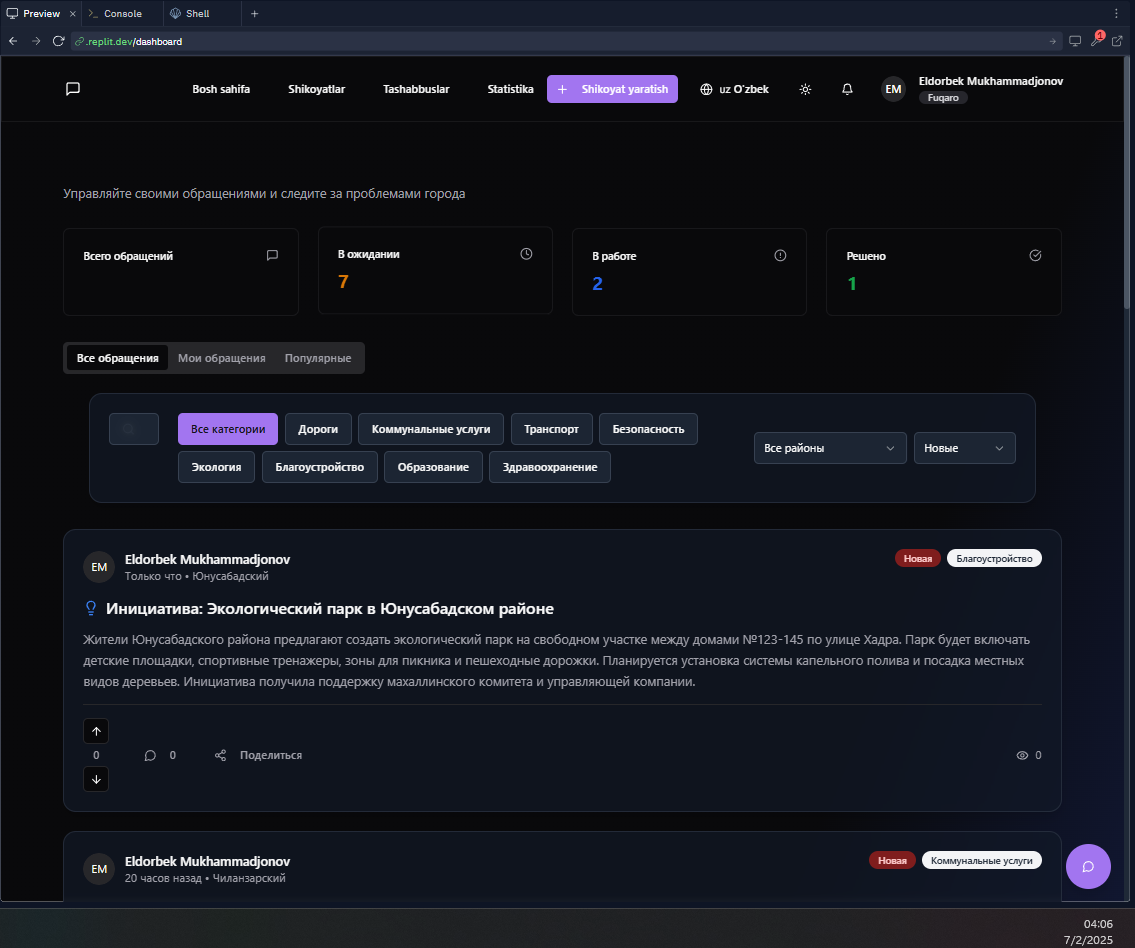 Preview
Console
Shell
.replit.dev/dashboard
1
Bosh sahifa
Shikoyatlar
Tashabbuslar
Statistika
+ Shikoyat yaratish
uz O'zbek
EM
Eldorbek Mukhammadjonov
Fuqaro
Управляйте своими обращениями и следите за проблемами города
Всего обращений
В ожидании
7
В работе
2
Решено
1
Все обращения
Мои обращения
Популярные
Все категории
Дороги
Коммунальные услуги
Транспорт
Безопасность
Экология
Благоустройство
Образование
Здравоохранение
Все районы
Новые
EM
Eldorbek Mukhammadjonov
Только что • Юнусабадский
Новая
Благоустройство
Инициатива: Экологический парк в Юнусабадском районе
Жители Юнусабадского района предлагают создать экологический парк на свободном участке между домами №123-145 по улице Хадра. Парк будет включать
детские площадки, спортивные тренажеры, зоны для пикника и пешеходные дорожки. Планируется установка системы капельного полива и посадка местных
видов деревьев. Инициатива получила поддержку махаллинского комитета и управляющей компании.
0
0
Поделиться
0
EM
Eldorbek Mukhammadjonov
20 часов назад • Чиланзарский
Новая
Коммунальные услуги
04:06
7/2/2025